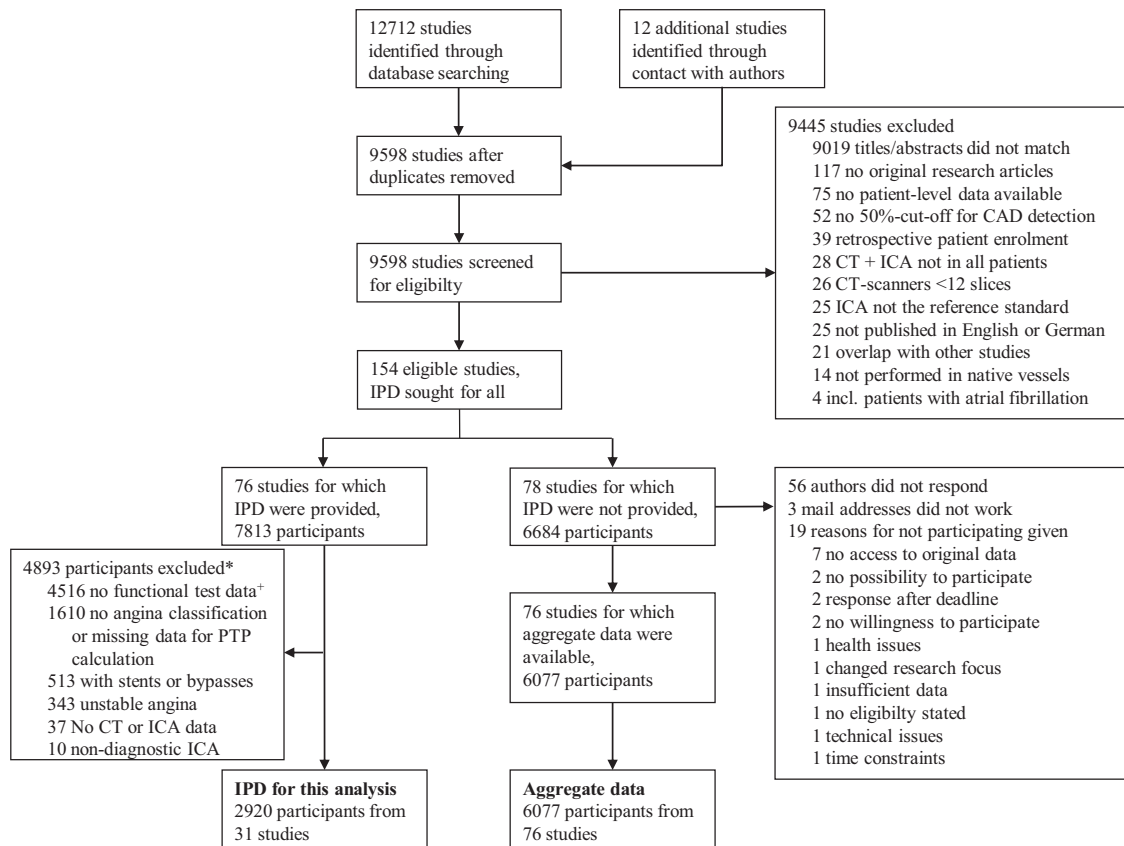 12712 studies
identified through
database searching
12 additional studies
identified through
contact with authors
9598 studies after
duplicates removed
9445 studies excluded
9019 titles/abstracts did not match
117 no original research articles
75 no patient-level data available
52 no 50%-cut-off for CAD detection
39 retrospective patient enrolment
28 CT + ICA not in all patients
26 CT-scanners <12 slices
25 ICA not the reference standard
25 not published in English or German
21 overlap with other studies
14 not performed in native vessels
4 incl. patients with atrial fibrillation
9598 studies screened
for eligibilty
154 eligible studies,
IPD sought for all
76 studies for which
IPD were provided,
7813 participants
78 studies for which
IPD were not provided,
6684 participants
56 authors did not respond
3 mail addresses did not work
19 reasons for not participating given
7 no access to original data
2 no possibility to participate
2 response after deadline
2 no willingness to participate
1 health issues
1 changed research focus
1 insufficient data
1 no eligibilty stated
1 technical issues
1 time constraints
4893 participants excluded*
4516 no functional test data+
1610 no angina classification
or missing data for PTP
calculation
513 with stents or bypasses
343 unstable angina
37 No CT or ICA data
10 non-diagnostic ICA
76 studies for which
aggregate data were
available,
6077 participants
IPD for this analysis
2920 participants from
31 studies
Aggregate data
6077 participants from
76 studies